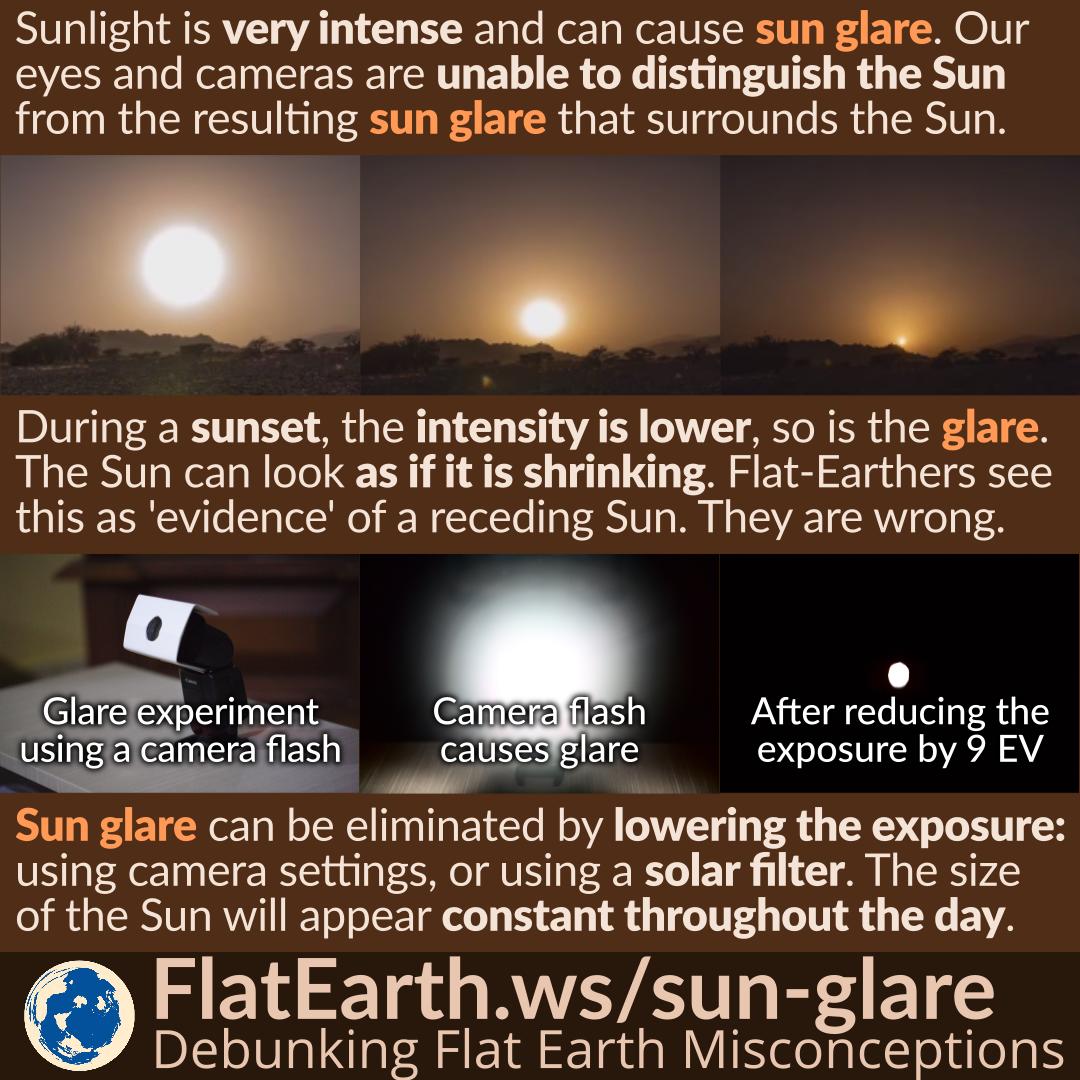 Sunlight is very intense and can cause sun glare. Our
eyes and cameras are unable to distinguish the Sun
from the resulting sun glare that surrounds the Sun.
During a sunset, the intensity is lower, so is the glare.
The Sun can look as if it is shrinking. Flat-Earthers see
this as 'evidence' of a receding Sun. They are wrong.
Glare experiment
using a camera flash
Camera flash
causes glare
After reducing the
exposure by 9 EV
Sun glare can be eliminated by lowering the exposure:
using camera settings, or using a solar filter. The size
of the Sun will appear constant throughout the day.
FlatEarth.ws/sun-glare
Debunking Flat Earth Misconceptions